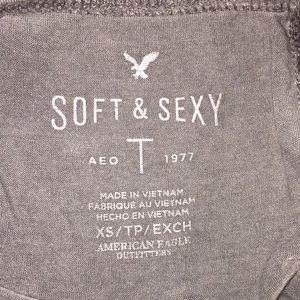 SOFT & SEXY
AEO T 1977
MADE IN VIETNAM
FABRIQUÉ AU VIETNAM
HECHO EN VIETNAM
XS/TP/EXCH
AMERICAN EAGLE
OUTFITTERS